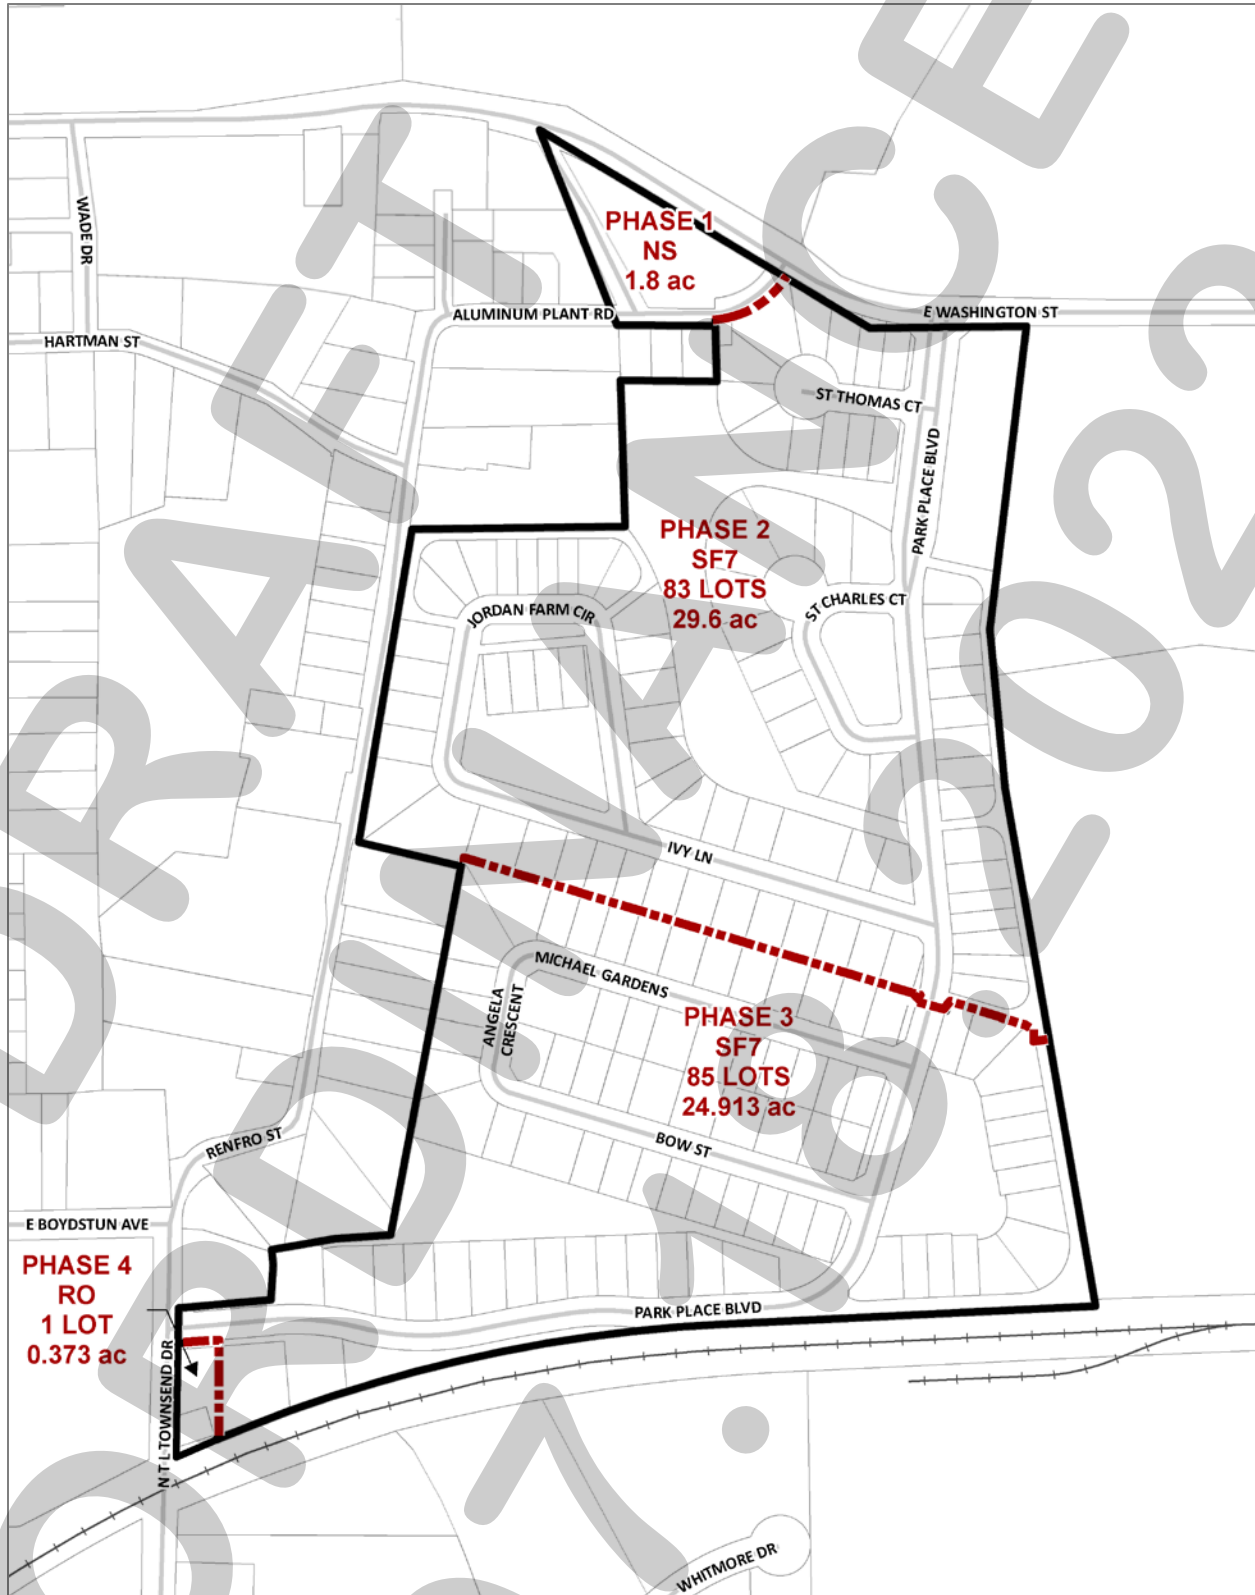 WADE DR
PHASE 1
NS
1.8 ac
ALUMINUM PLANT RD
E WASHINGTON ST
HARTMAN ST
ST THOMAS CT
PARK PLACE BLVD
PHASE 2
SF7
83 LOTS
29.6 ac
JORDAN FARM CIR
ST CHARLES CT
IVY LN
MICHAEL GARDENS
ANGELA
CRESCENT
PHASE 3
SF7
85 LOTS
24.913 ac
BOW ST
RENFRO ST
E BOYDSTUN AVE
PHASE 4
RO
1 LOT
0.373 ac
PARK PLACE BLVD
N T L TOWNSEND DR
WHITMORE DR
DRAFT
ORDINANCE